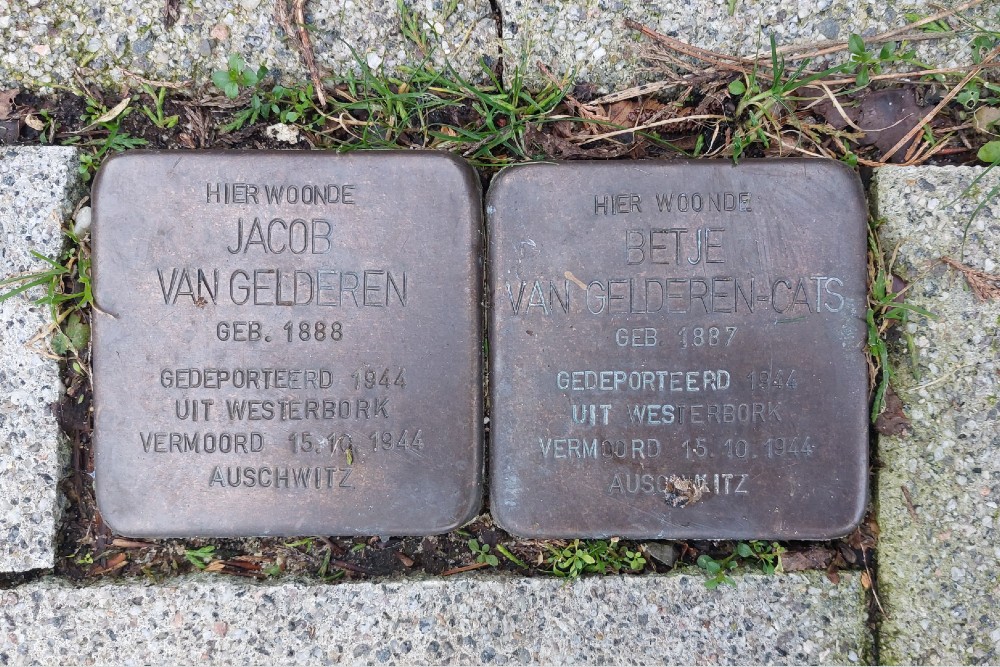 HIER WOONDE
JACOB
VAN GELDEREN
GEB. 1888
GEDEPORTEERD 1944
UIT WESTERBORK
VERMOORD 15.10.1944
AUSCHWITZ
HIER WOONDE
BETJE
VAN GELDEREN-CATS
GEB. 1887
GEDEPORTEERD 1944
UIT WESTERBORK
VERMOORD 15.10.1944
AUSCHWITZ